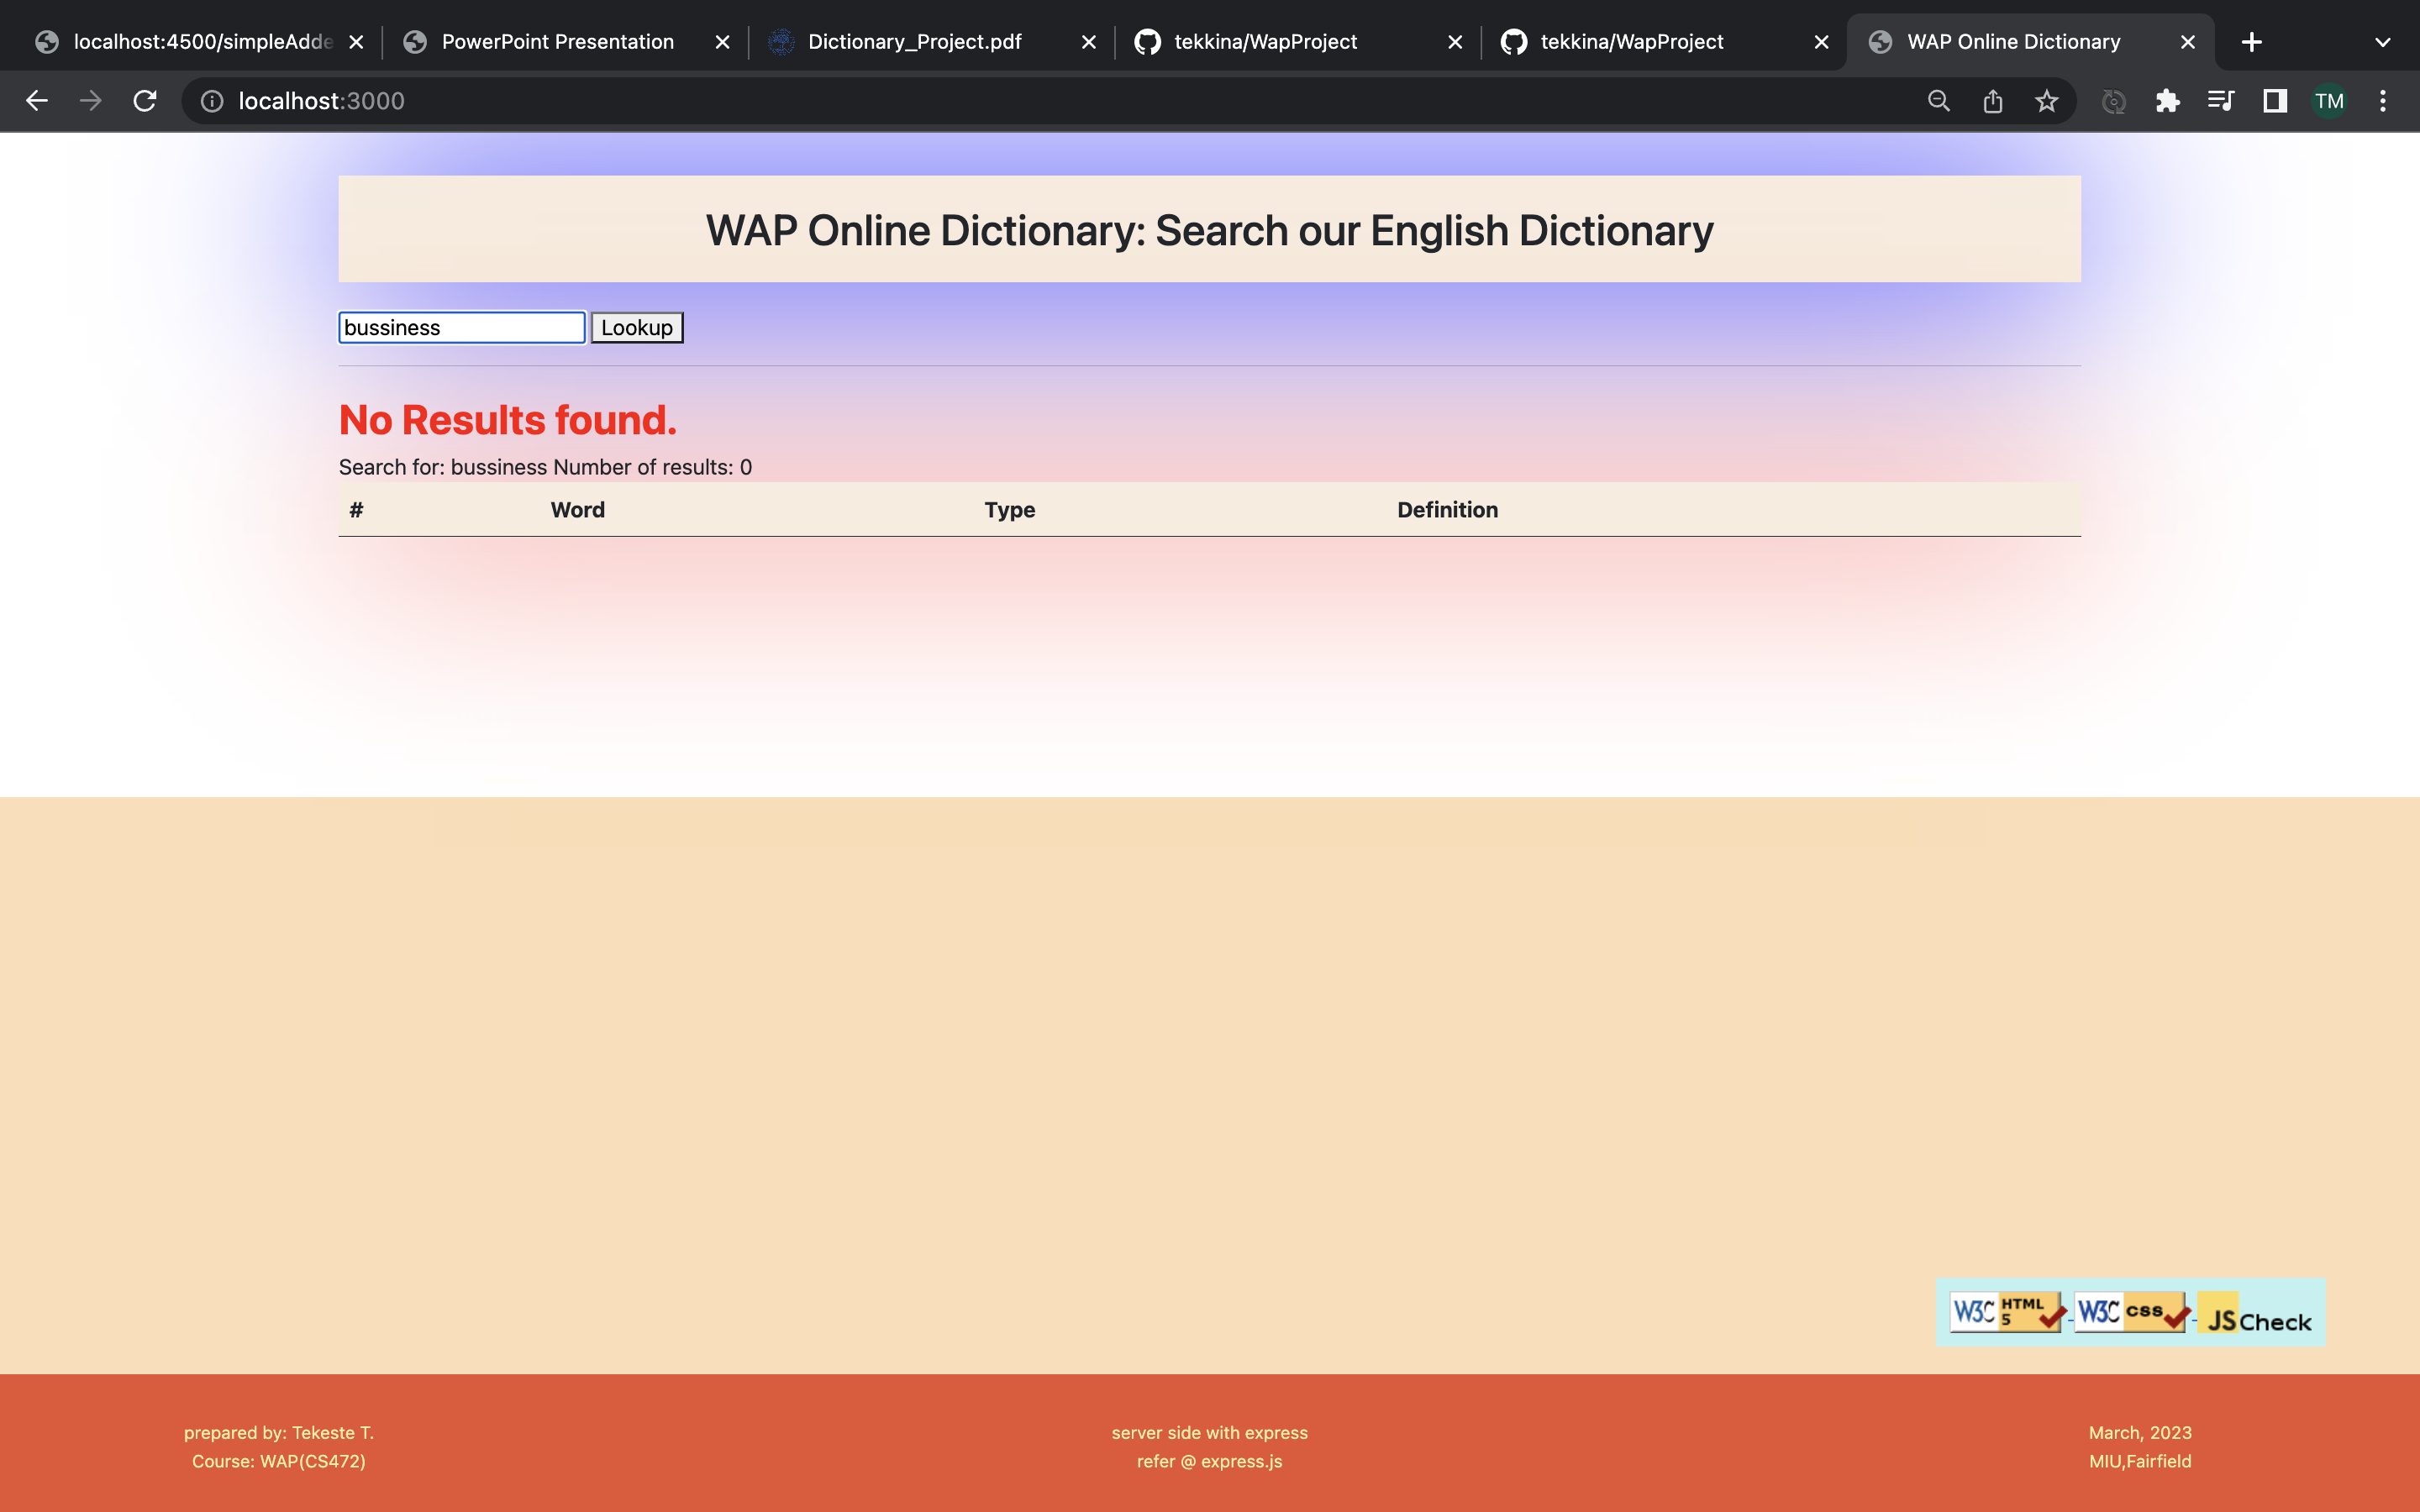 localhost:4500/simpleAdde
PowerPoint Presentation
Dictionary_Project.pdf
tekkina/WapProject
tekkina/WapProject
WAP Online Dictionary
localhost:3000
TM
WAP Online Dictionary: Search our English Dictionary
bussiness Lookup
No Results found.
Search for: bussiness Number of results: 0
# Word Type Definition
W3C HTML 5 W3C css JS Check
prepared by: Tekeste T.
Course: WAP(CS472)
server side with express
refer @ express.js
March, 2023
MIU,Fairfield